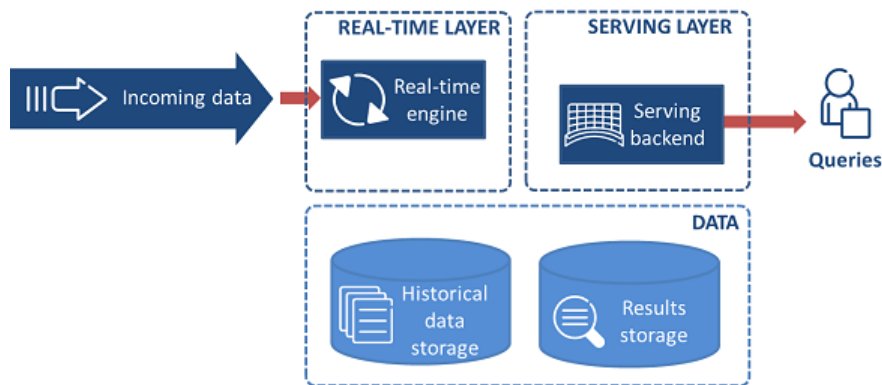 REAL-TIME LAYER
SERVING LAYER
Incoming data
Real-time
engine
Serving
backend
Queries
DATA
Historical
data
storage
Results
storage